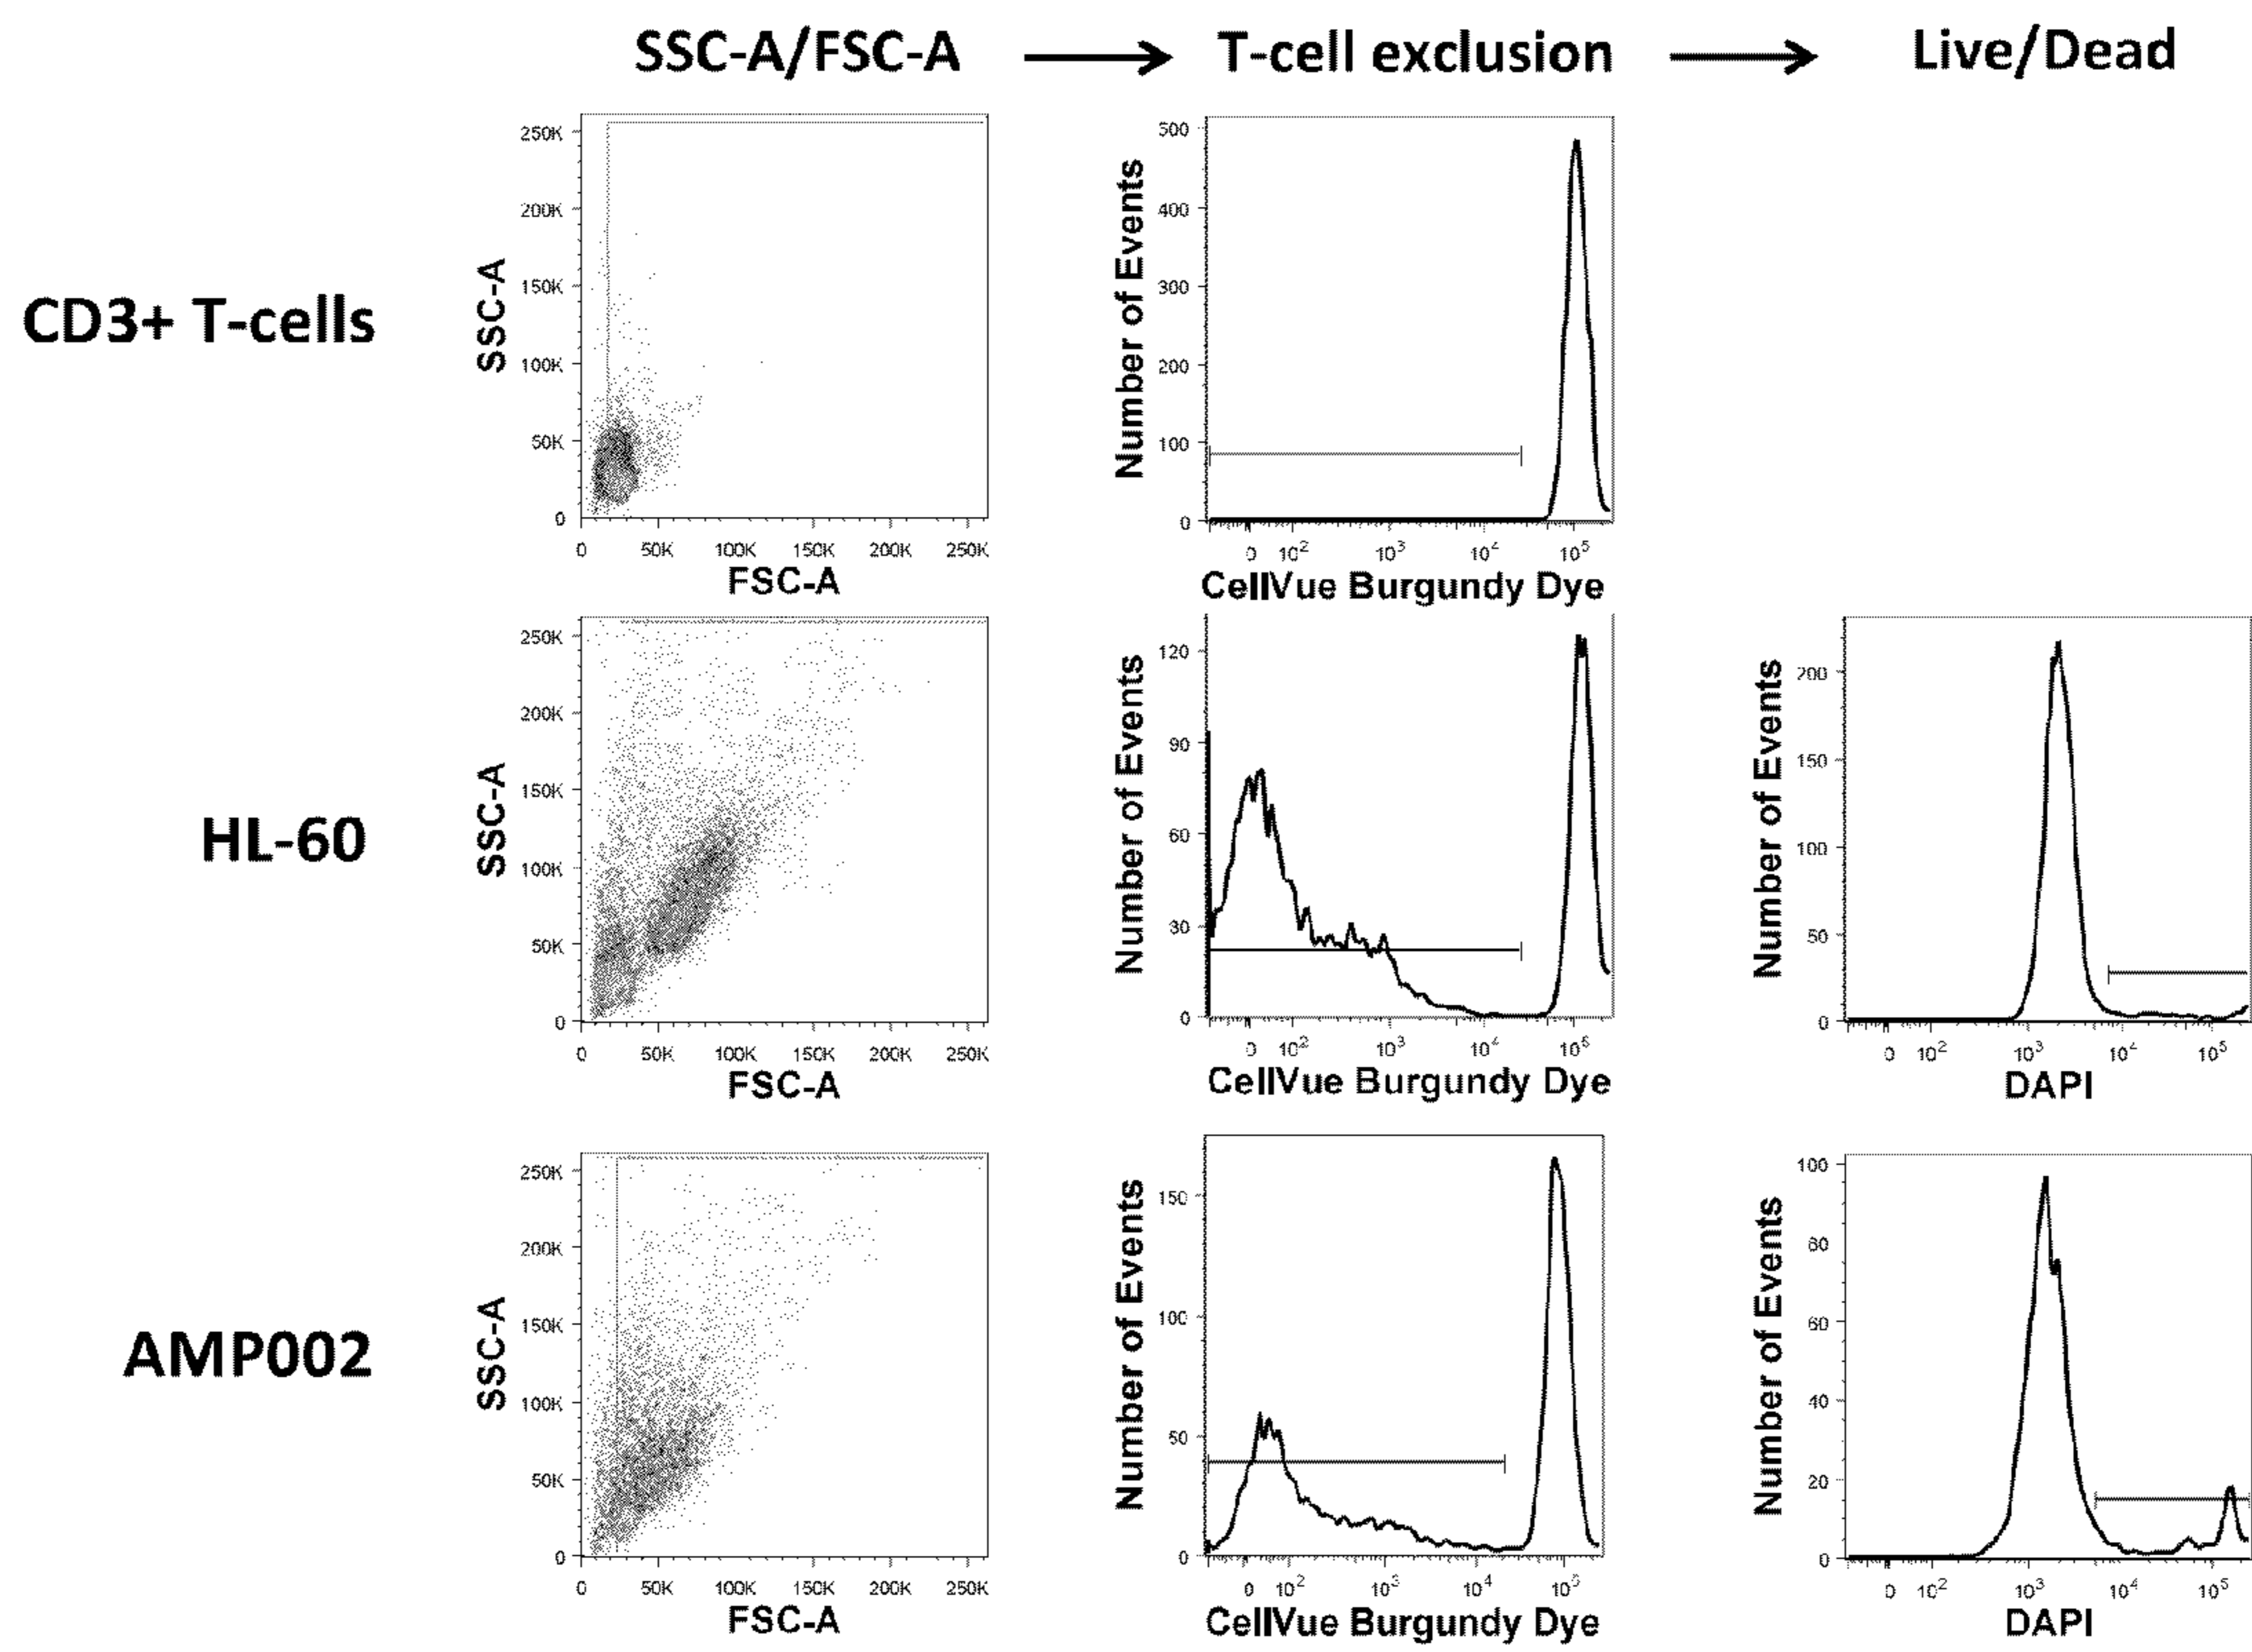 SSC-A/FSC-A → T-cell exclusion → Live/Dead
CD3+ T-cells
SSC-A
250K
200K
150K
100K
50K
0
0 50K 100K 150K 200K 250K
FSC-A
Number of Events
500
400
300
200
100
0
0 10² 10³ 10⁴ 10⁵
CellVue Burgundy Dye
HL-60
SSC-A
250K
200K
150K
100K
50K
0
0 50K 100K 150K 200K 250K
FSC-A
Number of Events
120
90
60
30
0
0 10² 10³ 10⁴ 10⁵
CellVue Burgundy Dye
Number of Events
200
150
100
50
0
0 10² 10³ 10⁴ 10⁵
DAPI
AMP002
SSC-A
250K
200K
150K
100K
50K
0
0 50K 100K 150K 200K 250K
FSC-A
Number of Events
150
100
50
0
0 10² 10³ 10⁴ 10⁵
CellVue Burgundy Dye
Number of Events
100
80
60
40
20
0
0 10² 10³ 10⁴ 10⁵
DAPI